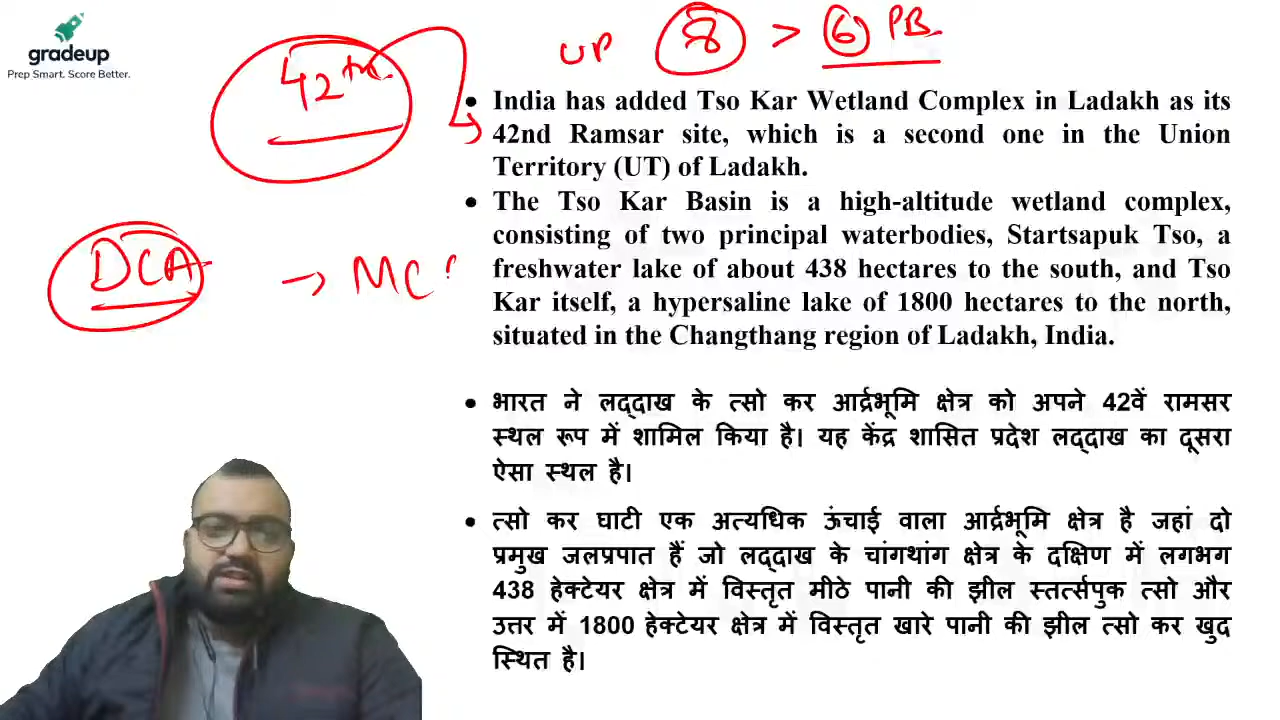 gradeup
Prep Smart. Score Better.
42
UP 8 > 6 PB
DCA → MC
• India has added Tso Kar Wetland Complex in Ladakh as its
42nd Ramsar site, which is a second one in the Union
Territory (UT) of Ladakh.
• The Tso Kar Basin is a high-altitude wetland complex,
consisting of two principal waterbodies, Startsapuk Tso, a
freshwater lake of about 438 hectares to the south, and Tso
Kar itself, a hypersaline lake of 1800 hectares to the north,
situated in the Changthang region of Ladakh, India.
• भारत ने लद्दाख के त्सो कर आर्द्रभूमि क्षेत्र को अपने 42वें रामसर
स्थल रूप में शामिल किया है। यह केंद्र शासित प्रदेश लद्दाख का दूसरा
ऐसा स्थल है।
• त्सो कर घाटी एक अत्यधिक ऊंचाई वाला आर्द्रभूमि क्षेत्र है जहां दो
प्रमुख जलप्रपात हैं जो लद्दाख के चांगथांग क्षेत्र के दक्षिण में लगभग
438 हेक्टेयर क्षेत्र में विस्तृत मीठे पानी की झील स्तर्त्सपुक त्सो और
उत्तर में 1800 हेक्टेयर क्षेत्र में विस्तृत खारे पानी की झील त्सो कर खुद
स्थित है।